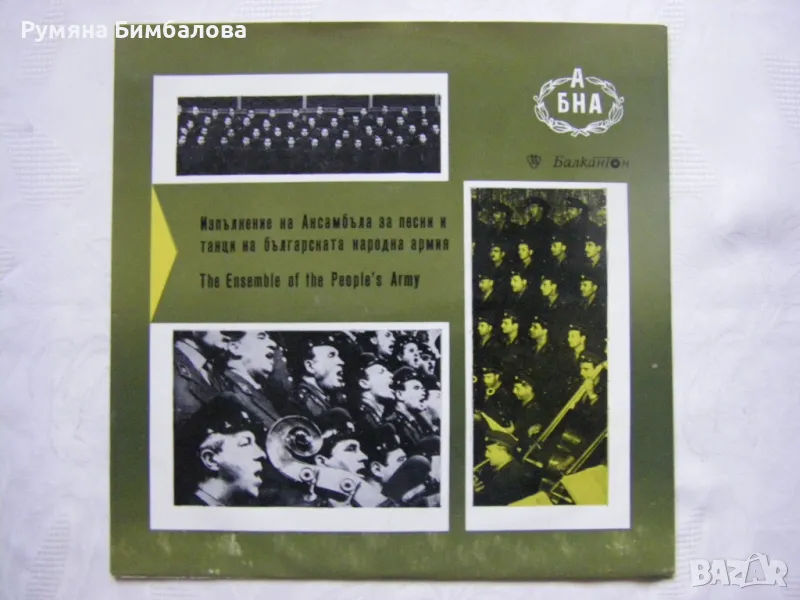 Румяна Бимбалова
А
БНА
Балкантон
Изпълнение на Ансамбъла за песни и
танци на българската народна армия
The Ensemble of the People's Army
BAZAR